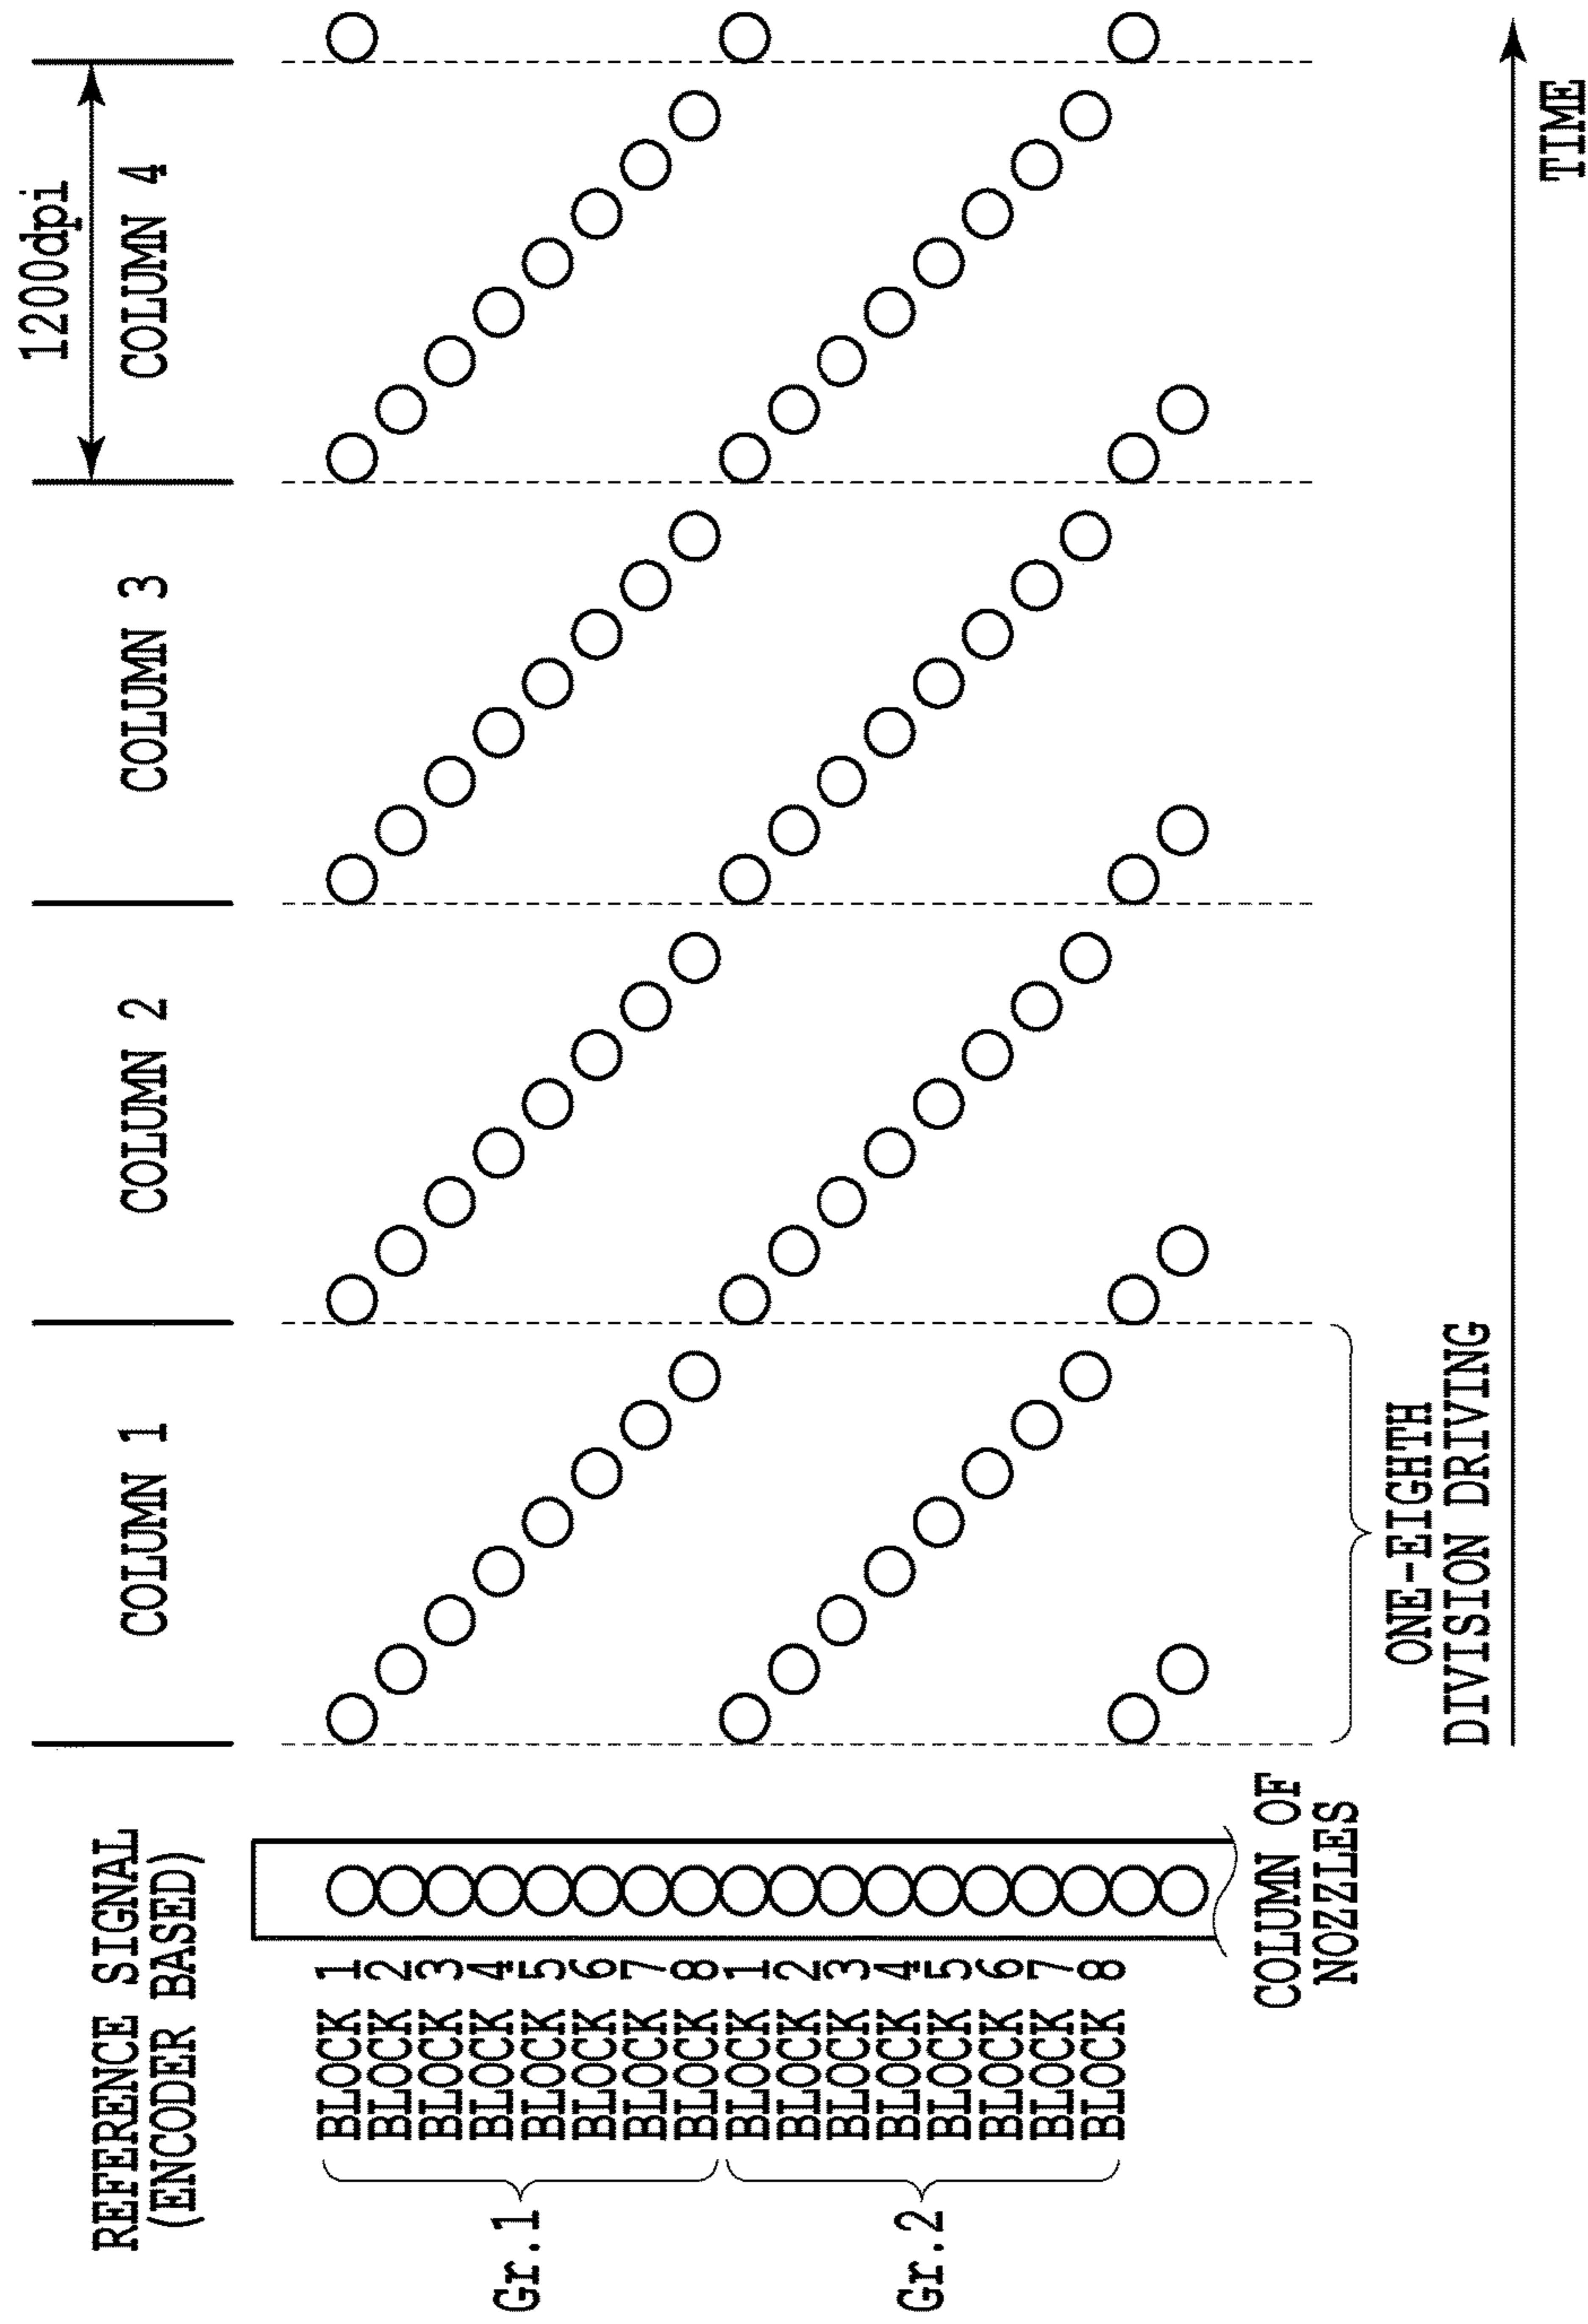 1200dpi
REFERENCE SIGNAL
(ENCODER BASED)
COLUMN 1
COLUMN 2
COLUMN 3
COLUMN 4
Gr.1
BLOCK 1
BLOCK 2
BLOCK 3
BLOCK 4
BLOCK 5
BLOCK 6
BLOCK 7
BLOCK 8
Gr.2
BLOCK 1
BLOCK 2
BLOCK 3
BLOCK 4
BLOCK 5
BLOCK 6
BLOCK 7
BLOCK 8
COLUMN OF
NOZZLES
ONE-EIGHTH
DIVISION DRIVING
TIME